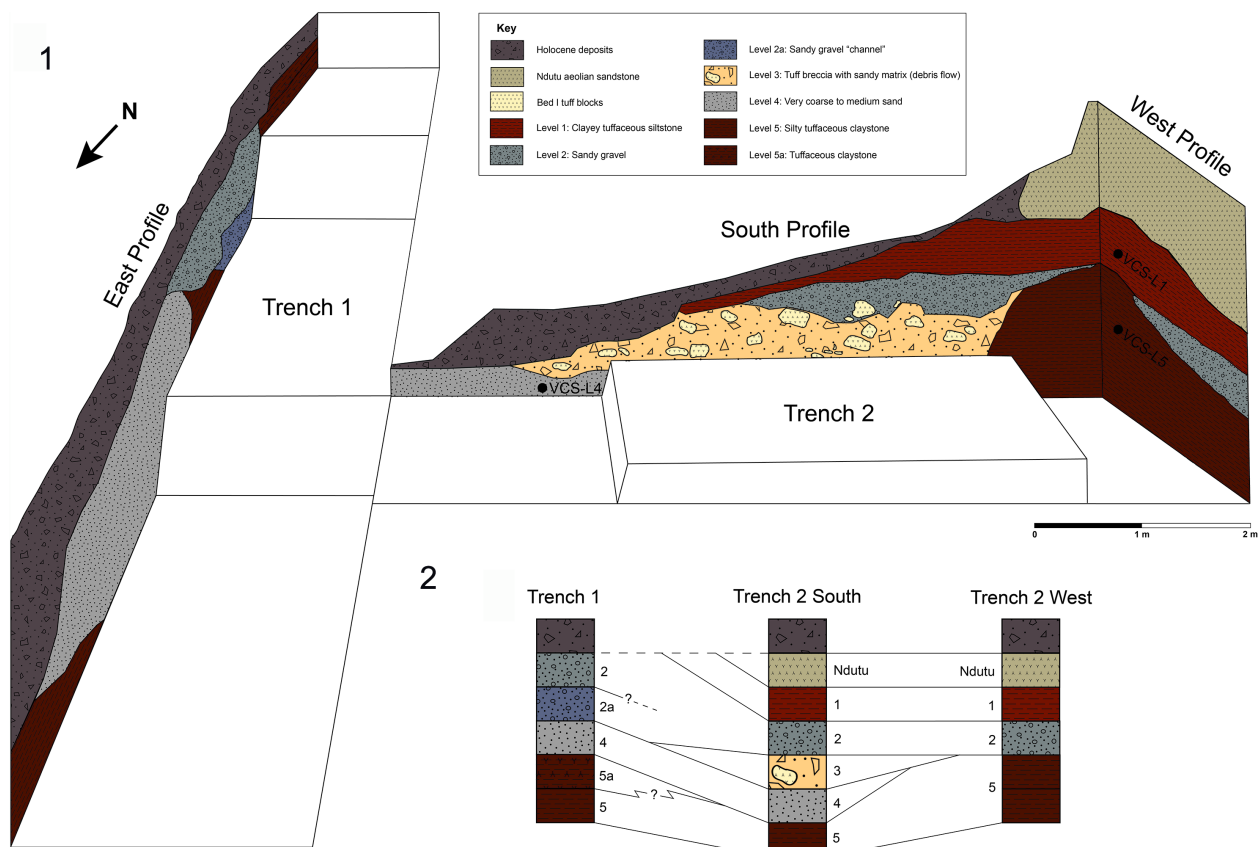 1
N
Key
Holocene deposits
Ndutu aeolian sandstone
Bed I tuff blocks
Level 1: Clayey tuffaceous siltstone
Level 2: Sandy gravel
Level 2a: Sandy gravel “channel”
Level 3: Tuff breccia with sandy matrix (debris flow)
Level 4: Very coarse to medium sand
Level 5: Silty tuffaceous claystone
Level 5a: Tuffaceous claystone
East Profile
South Profile
West Profile
Trench 1
Trench 2
VCS-L1
VCS-L5
VCS-L4
0 1 m 2 m
2
Trench 1 Trench 2 South Trench 2 West
2
2a
4
5a
5
?
?
Ndutu
1
2
3
4
5
Ndutu
1
2
5